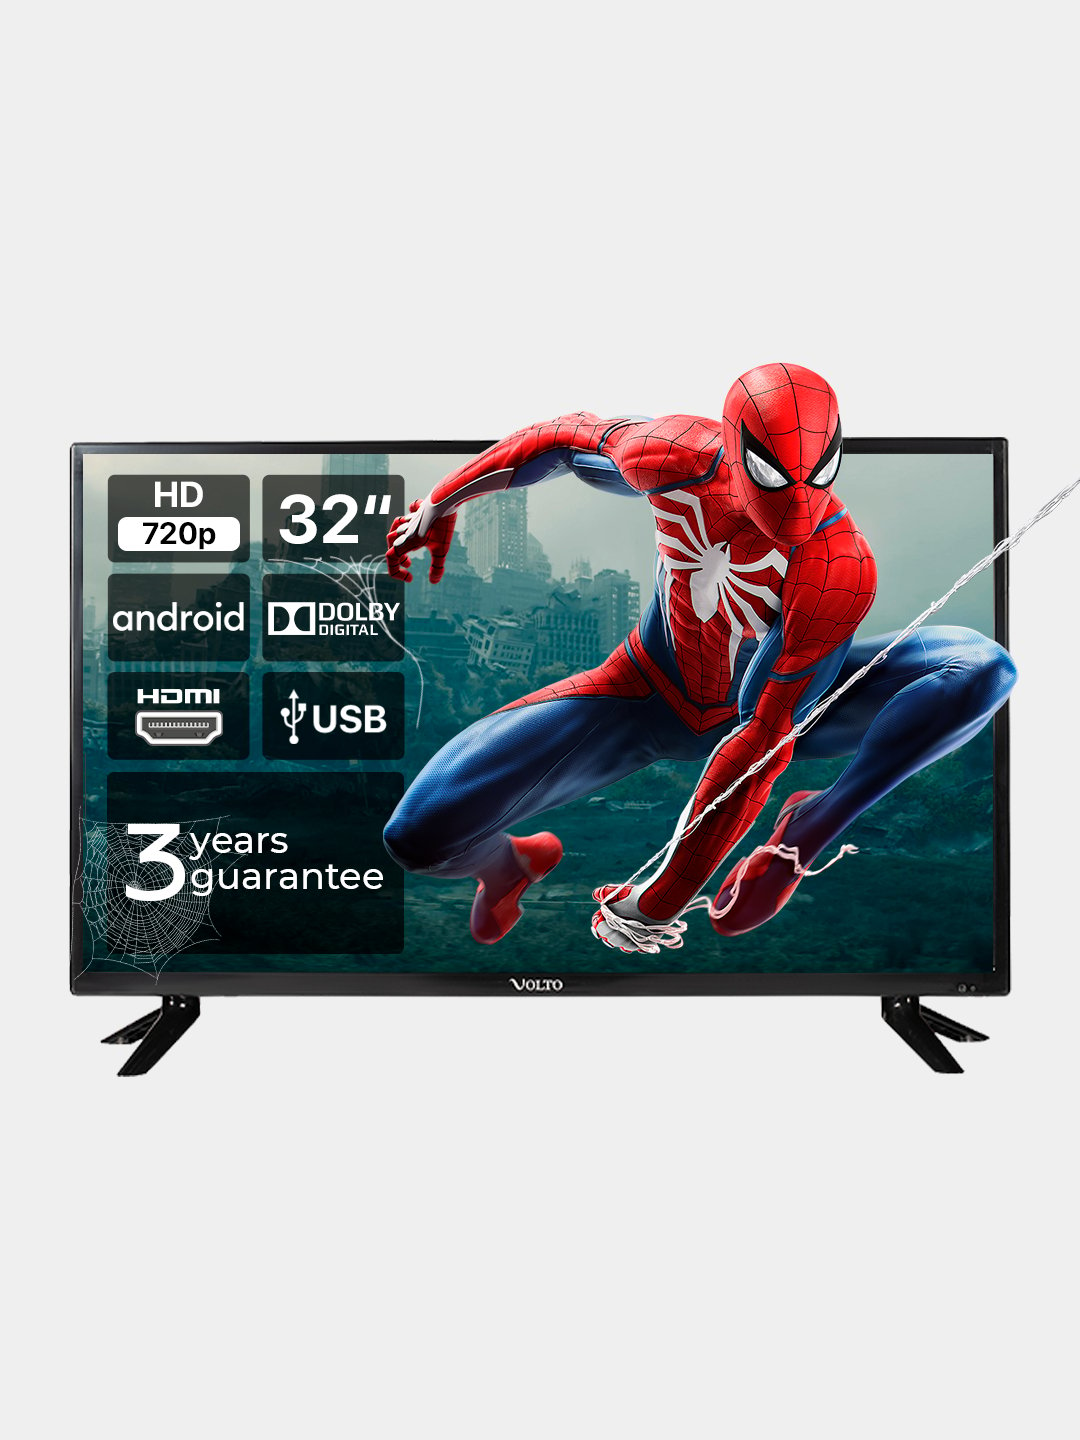 HD
720p
32“
android
DOLBY
DIGITAL
HDMI
USB
3 years
guarantee
VOLTO